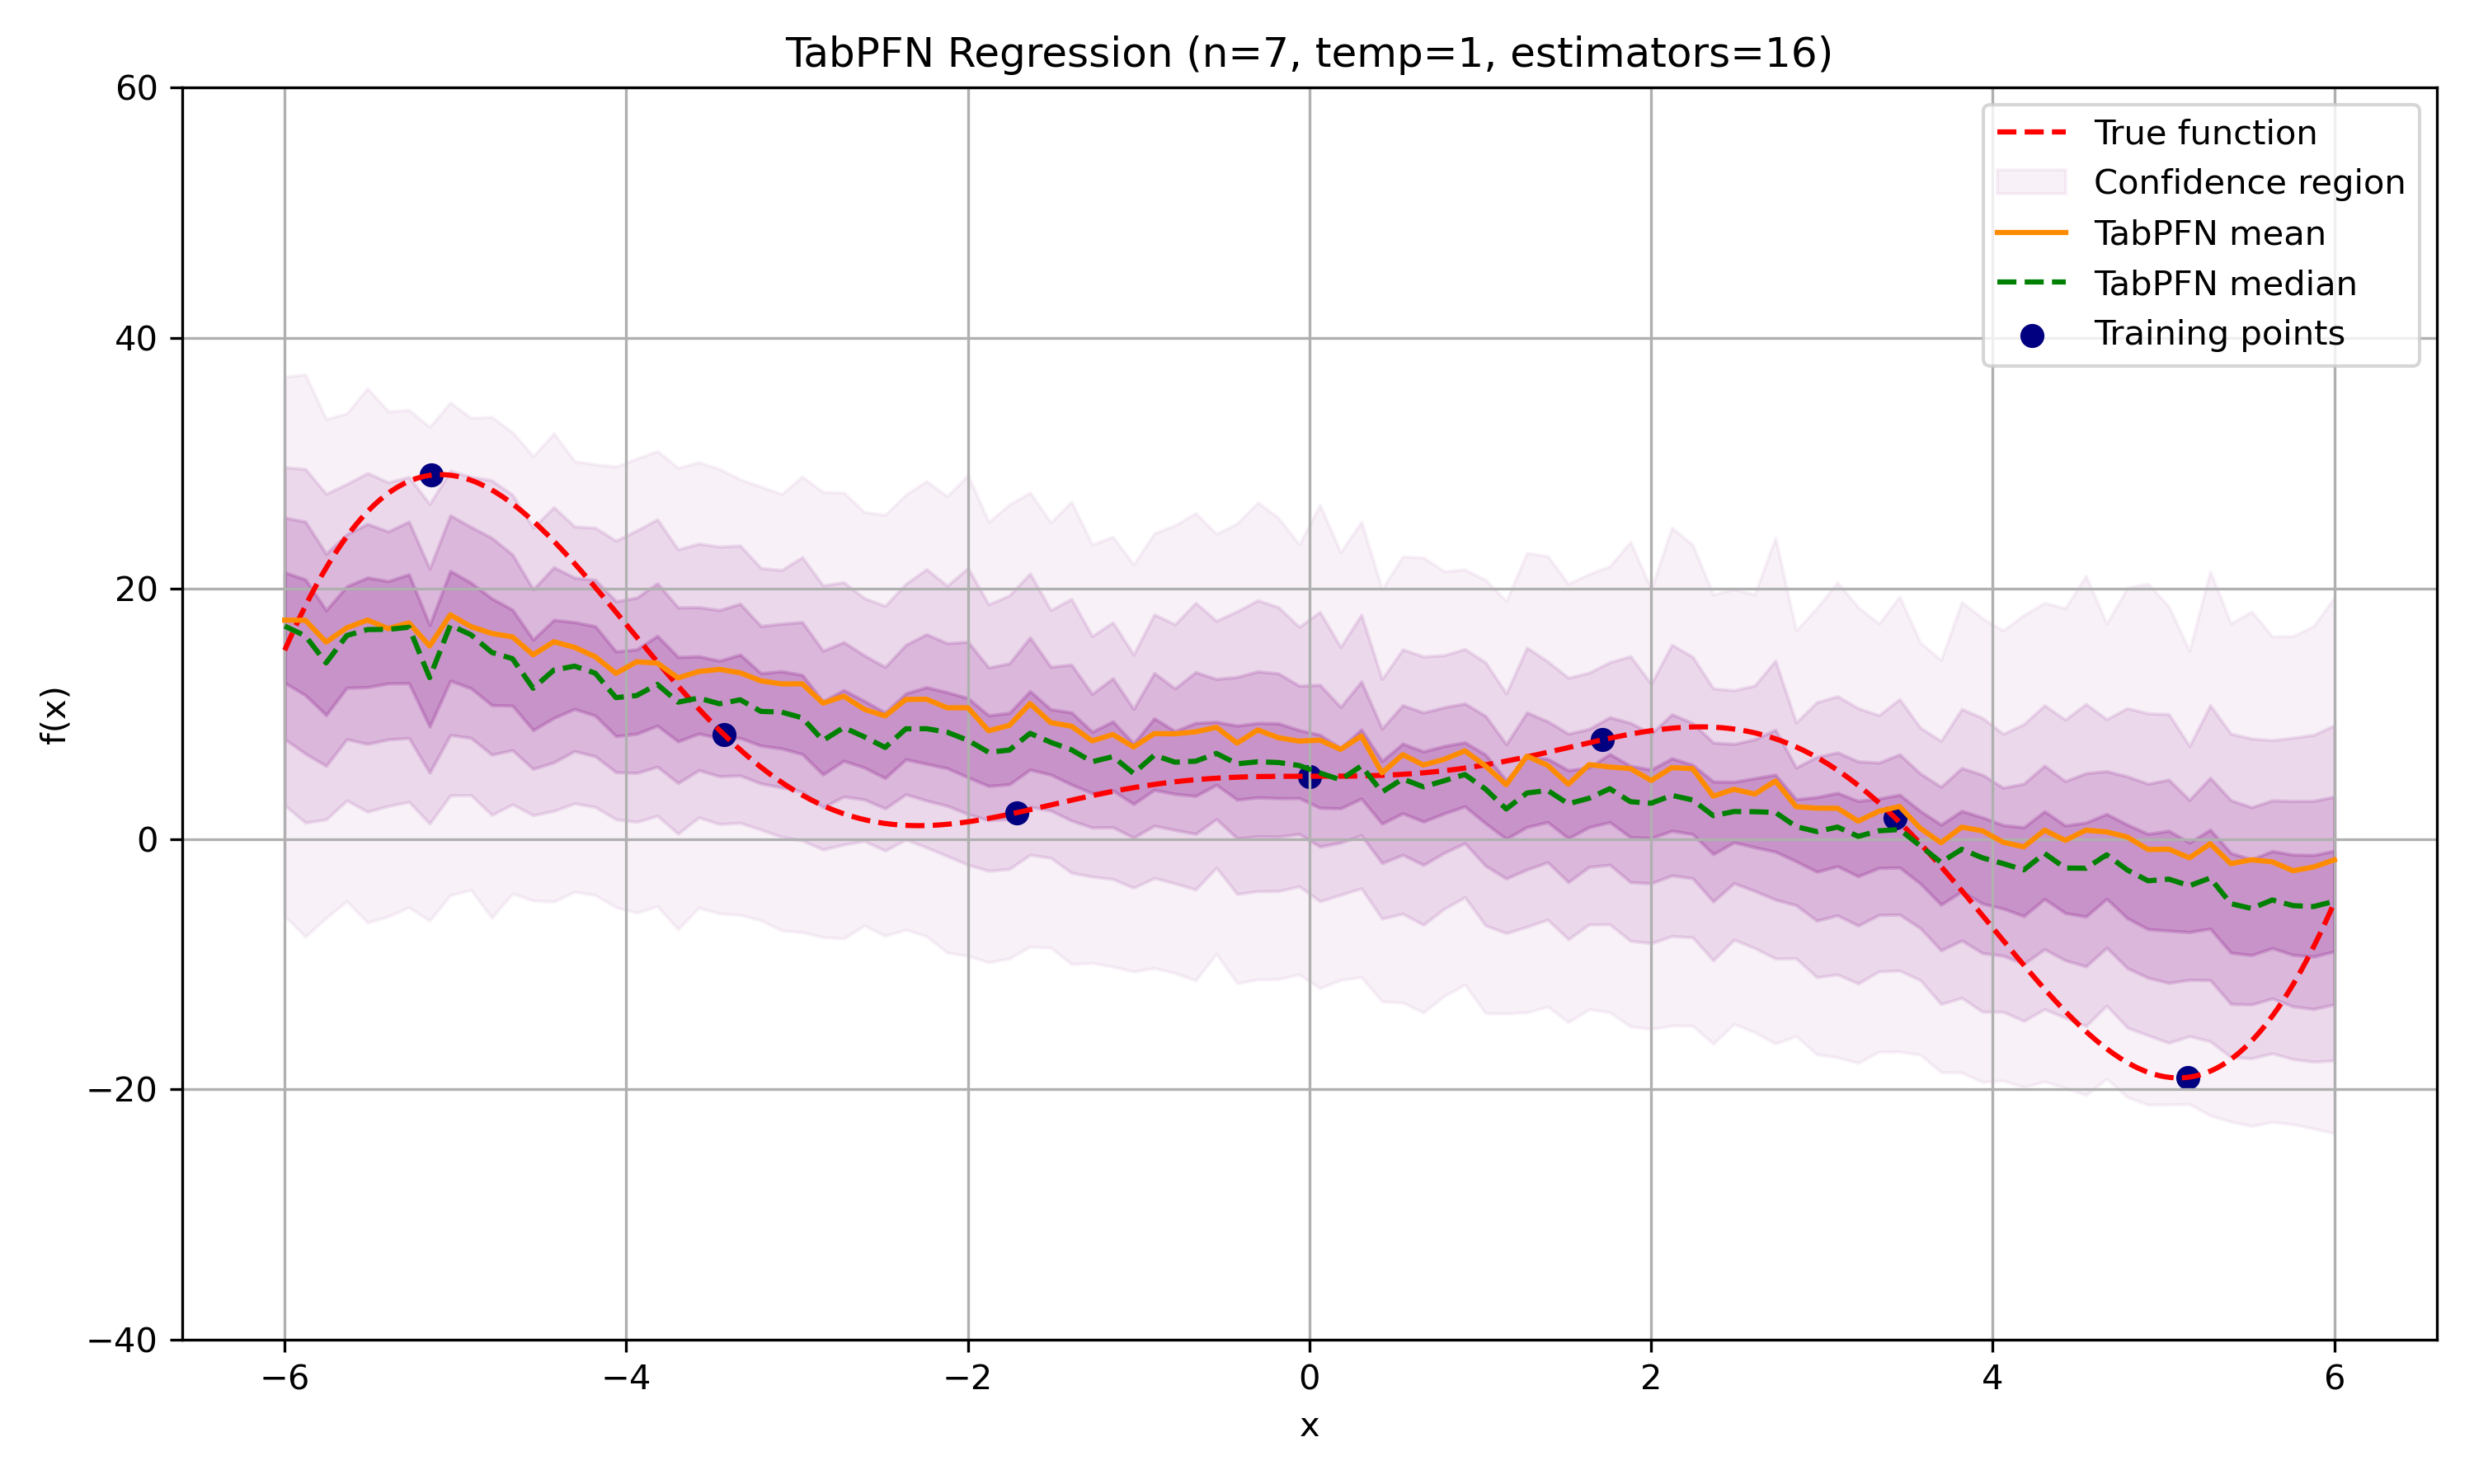 TabPFN Regression (n=7, temp=1, estimators=16)
60
40
20
0
−20
−40
f(x)
True function
Confidence region
TabPFN mean
TabPFN median
Training points
−6 −4 −2 0 2 4 6
x